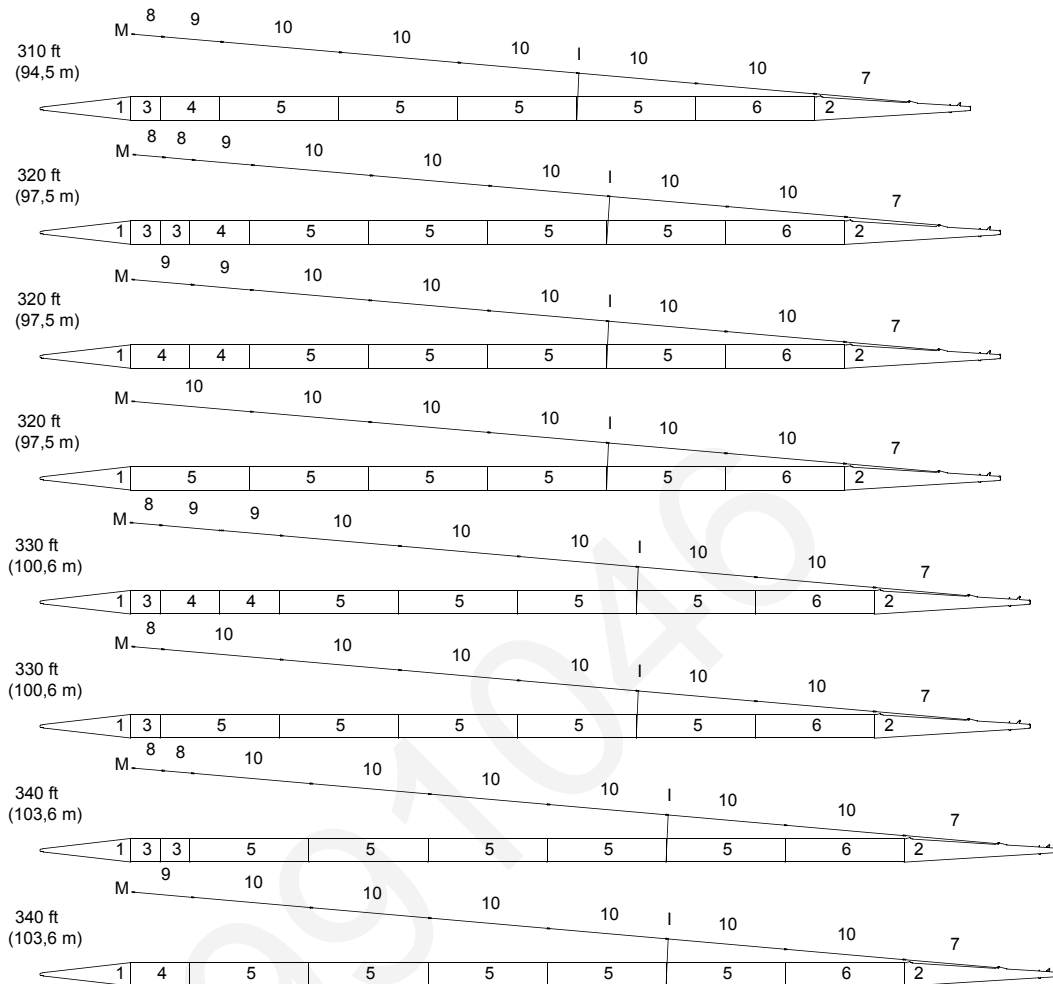 8 9 10 10 10 I 10 10 7
M
310 ft
(94,5 m)
1 3 4 5 5 5 5 6 2
8 8 9 10 10 10 I 10 10 7
M
320 ft
(97,5 m)
1 3 3 4 5 5 5 5 6 2
9 9 10 10 10 I 10 10 7
M
320 ft
(97,5 m)
1 4 4 5 5 5 5 6 2
10 10 10 10 I 10 10 7
M
320 ft
(97,5 m)
1 5 5 5 5 5 6 2
8 9 9 10 10 10 I 10 10 7
M
330 ft
(100,6 m)
1 3 4 4 5 5 5 5 6 2
8 10 10 10 10 I 10 10 7
M
330 ft
(100,6 m)
1 3 5 5 5 5 5 6 2
8 8 10 10 10 10 I 10 10 7
M
340 ft
(103,6 m)
1 3 3 5 5 5 5 5 6 2
9 10 10 10 10 I 10 10 7
M
340 ft
(103,6 m)
1 4 5 5 5 5 5 6 2
991046